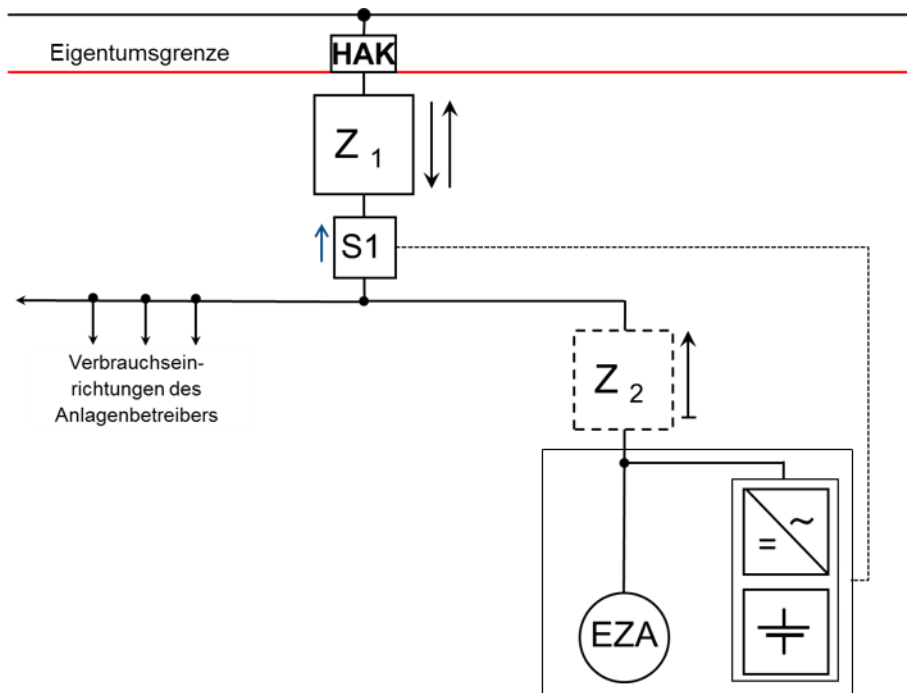 Eigentumsgrenze
HAK
Z 1
S1
Verbrauchsein-
richtungen des
Anlagenbetreibers
Z 2
~
=
EZA